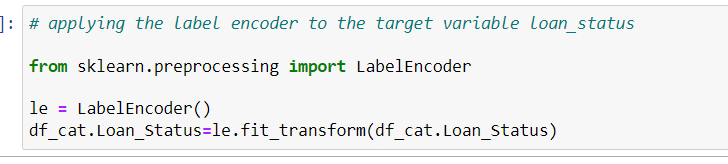 ]:
# applying the label encoder to the target variable loan_status
from sklearn.preprocessing import LabelEncoder
le = LabelEncoder()
df_cat.Loan_Status=le.fit_transform(df_cat.Loan_Status)